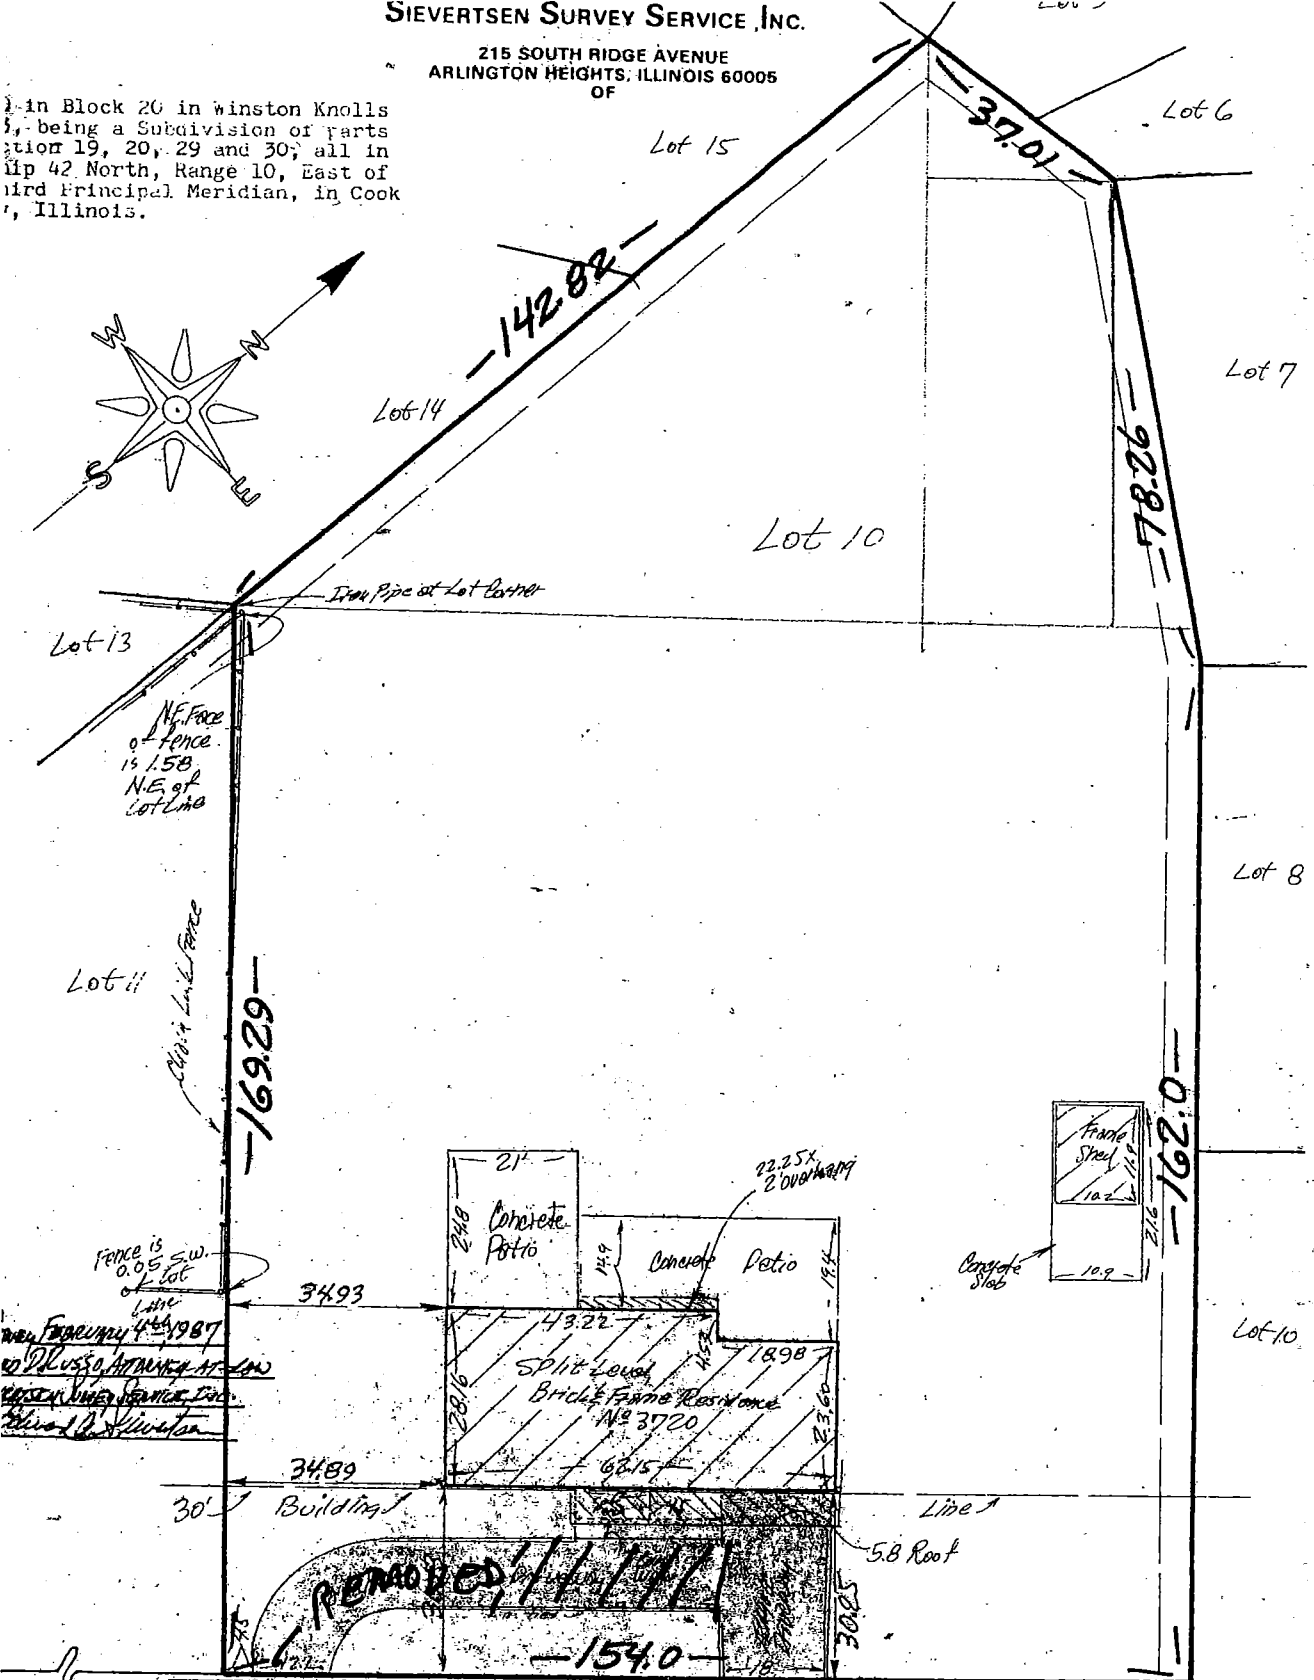 SIEVERTSEN SURVEY SERVICE, INC.
215 SOUTH RIDGE AVENUE
ARLINGTON HEIGHTS, ILLINOIS 60005
OF
in Block 20 in Winston Knolls
being a Subdivision of Parts
19, 20, 29 and 30, all in
42 North, Range 10, East of
Principal Meridian, in Cook
, Illinois.
Lot 15
37.01
Lot 6
142.82
W
N
S
E
Lot 14
Lot 7
78.26
Lot 10
Iron Pipe at Lot Corner
Lot 13
N.E. Face
of fence
is 1.58
N.E. of
Lot Line
Lot 8
Lot 11
Chain Link Fence
169.29
162.0
Frame
Shed
11.9
10.2
21.6
10.9
Concrete
Slab
21'
24.8
Concrete
Patio
22.25 x
2' overhang
14.9
Concrete Patio
19.4
Fence is
0.05 S.W.
of Lot
Line
34.93
43.22
4.53
18.98
Lot 10
February 4th 1987
Attorney At Law
Split Level
Brick & Frame Residence
No 3720
28.16
23.60
62.15
34.89
30'
Building
Line
5.8 Roof
REMOVED
30.25
154.0
18